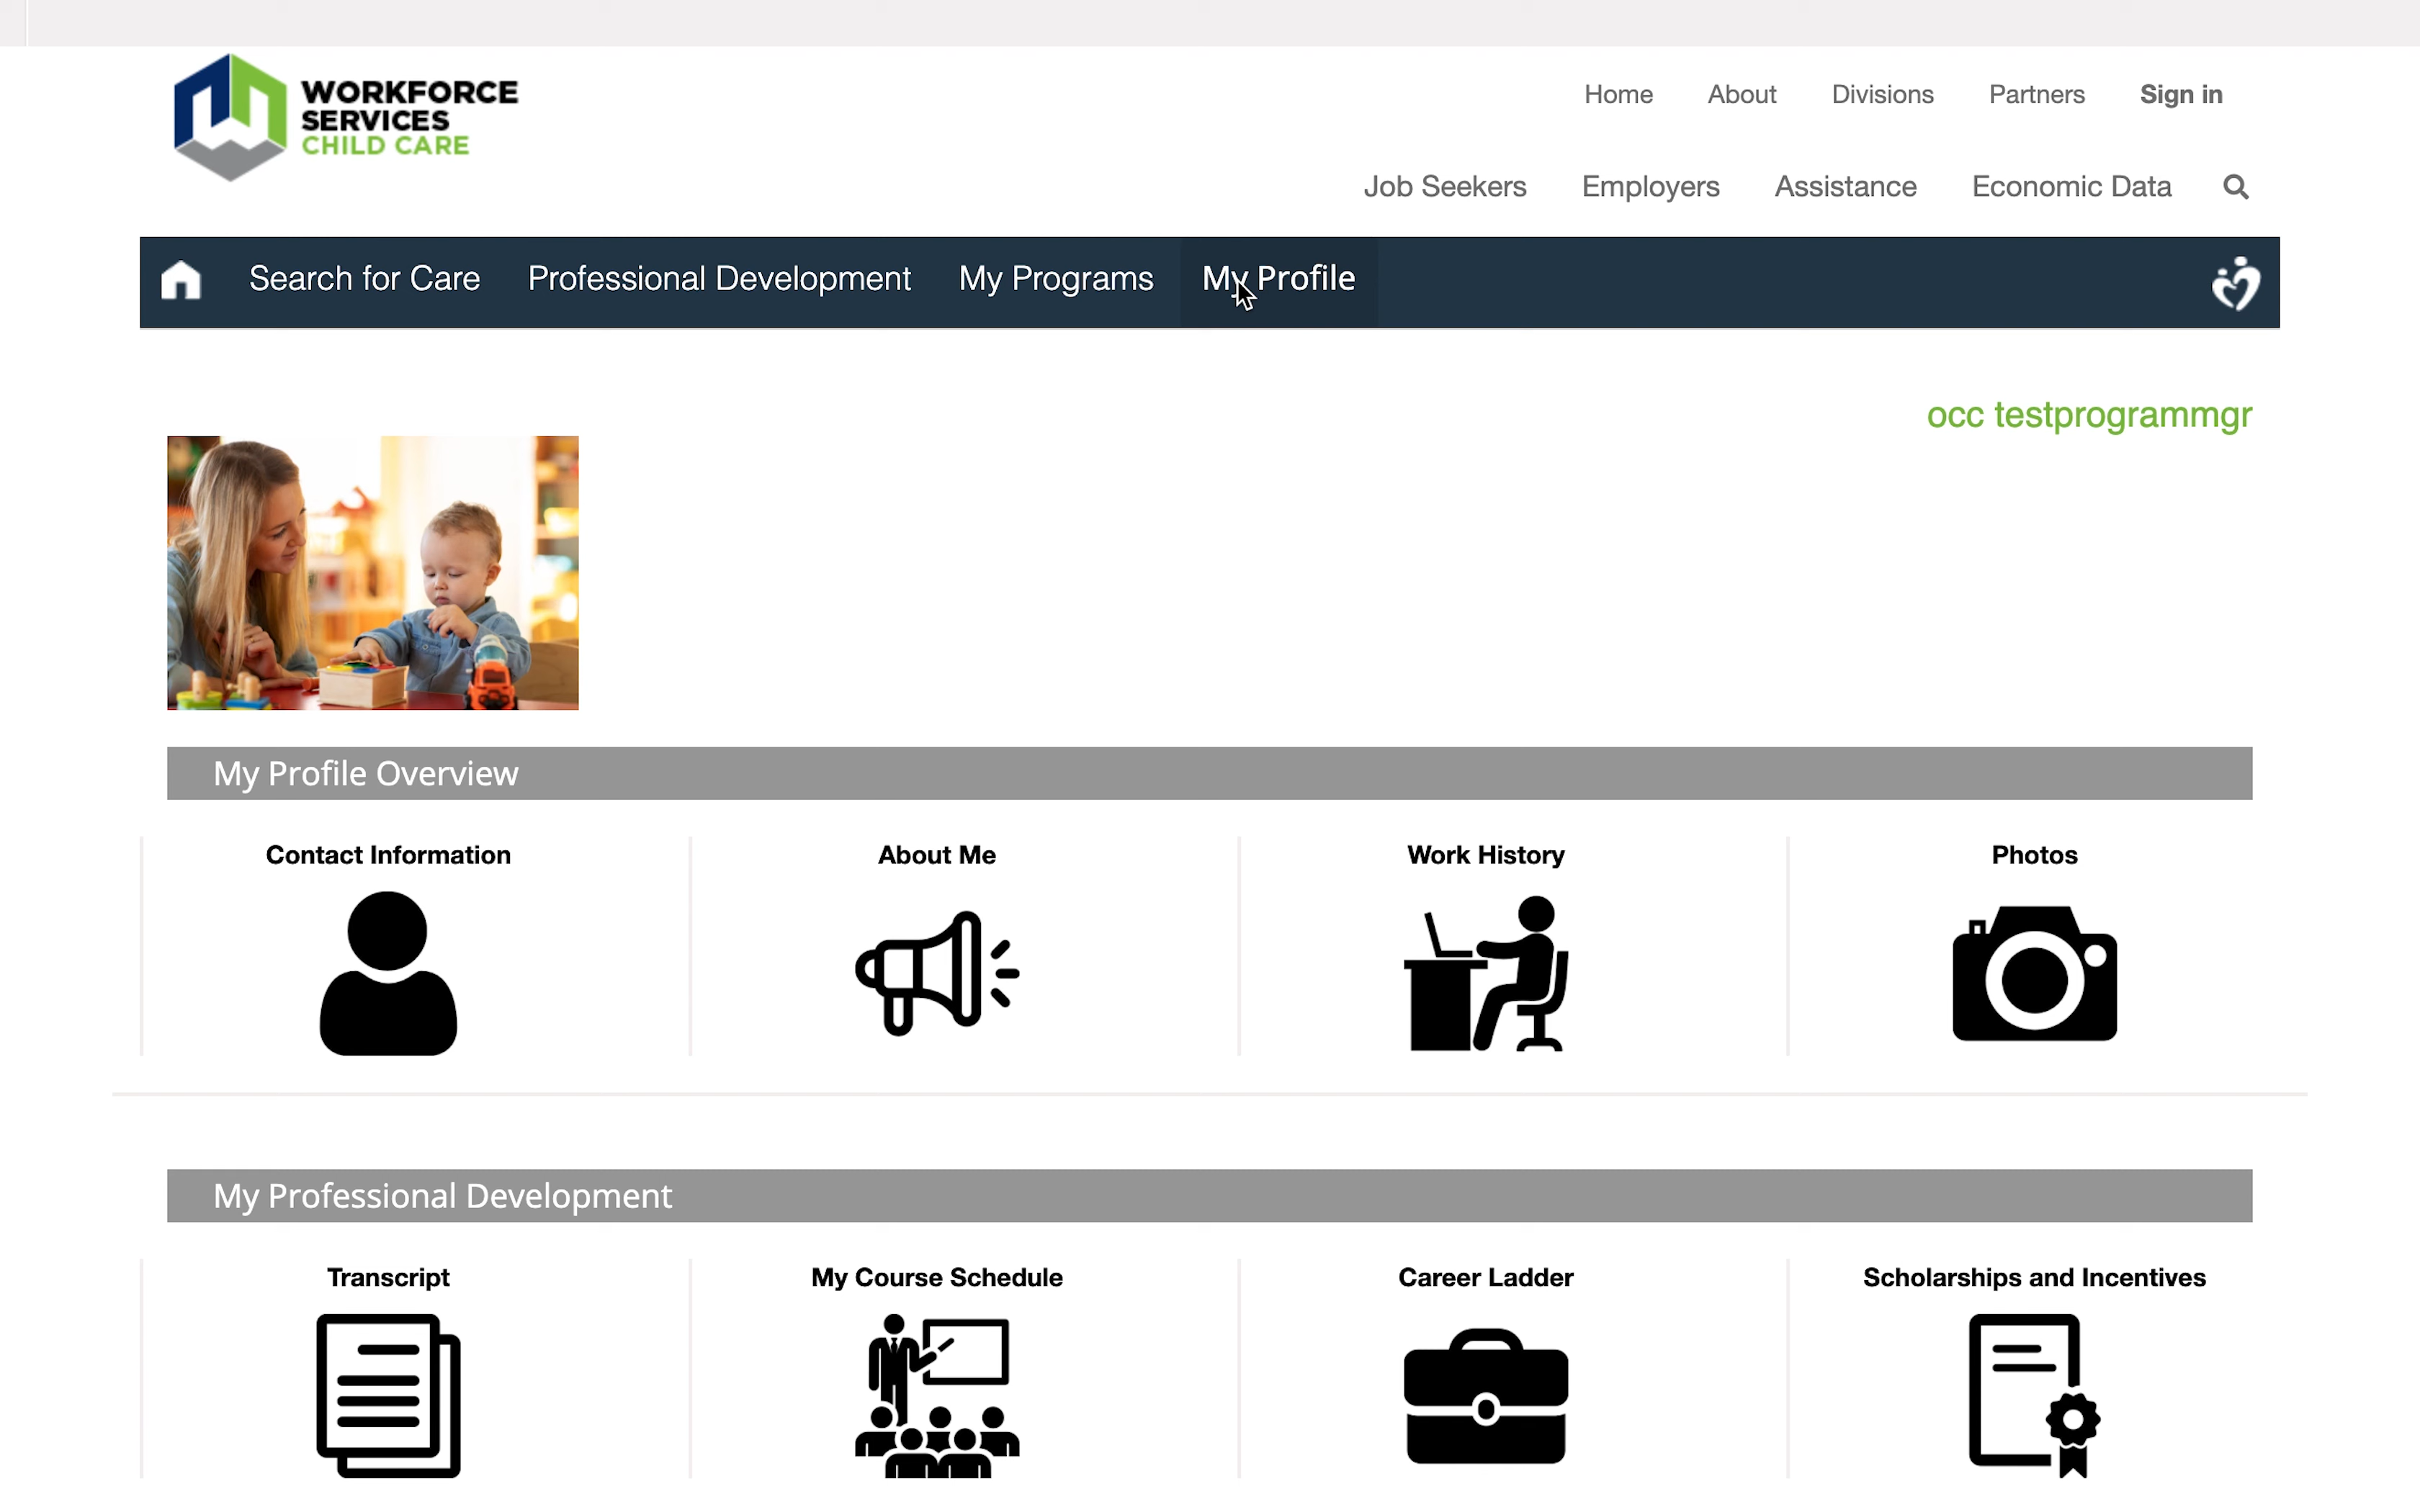 WORKFORCE
SERVICES
CHILD CARE
Home About Divisions Partners Sign in
Job Seekers Employers Assistance Economic Data
Search for Care Professional Development My Programs My Profile
occ testprogrammgr
My Profile Overview
Contact Information About Me Work History Photos
My Professional Development
Transcript My Course Schedule Career Ladder Scholarships and Incentives